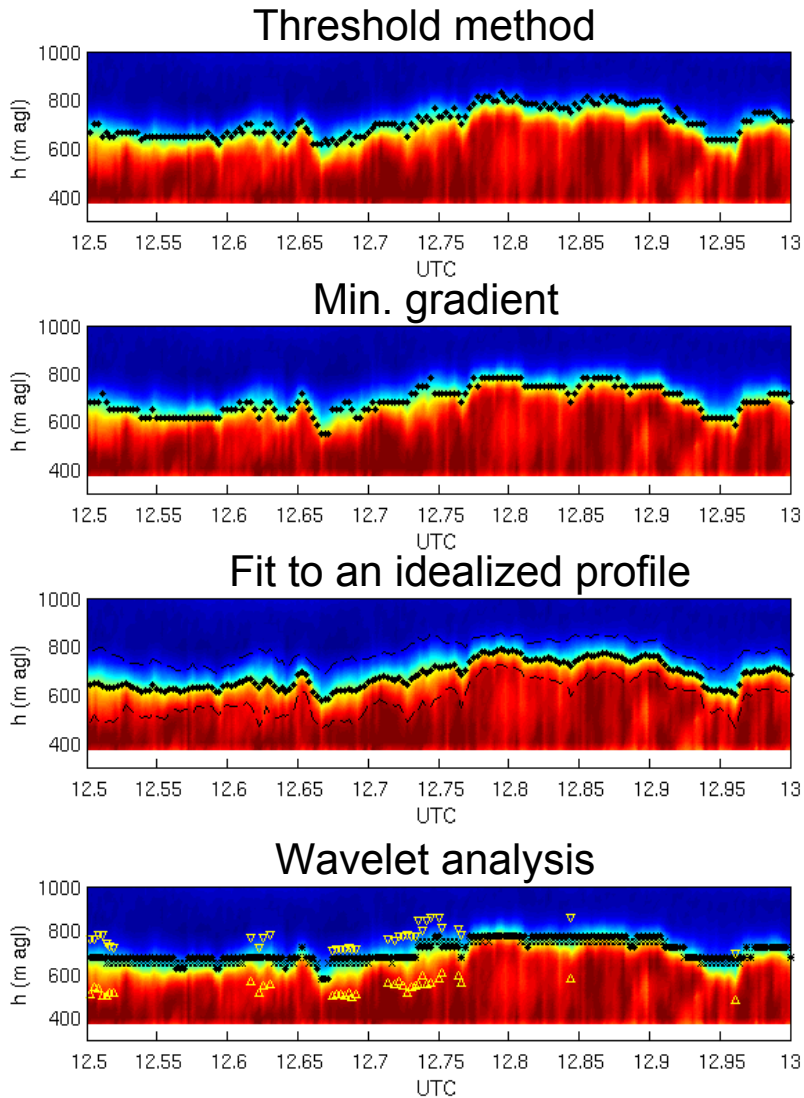 Threshold method
1000
800
600
400
h (m agl)
12.5 12.55 12.6 12.65 12.7 12.75 12.8 12.85 12.9 12.95 13
UTC
Min. gradient
1000
800
600
400
h (m agl)
12.5 12.55 12.6 12.65 12.7 12.75 12.8 12.85 12.9 12.95 13
UTC
Fit to an idealized profile
1000
800
600
400
h (m agl)
12.5 12.55 12.6 12.65 12.7 12.75 12.8 12.85 12.9 12.95 13
UTC
Wavelet analysis
1000
800
600
400
h (m agl)
12.5 12.55 12.6 12.65 12.7 12.75 12.8 12.85 12.9 12.95 13
UTC